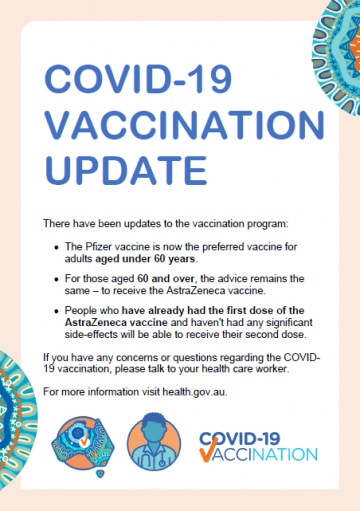 COVID-19
VACCINATION
UPDATE
There have been updates to the vaccination program:
• The Pfizer vaccine is now the preferred vaccine for
adults aged under 60 years.
• For those aged 60 and over, the advice remains the
same – to receive the AstraZeneca vaccine.
• People who have already had the first dose of the
AstraZeneca vaccine and haven't had any significant
side-effects will be able to receive their second dose.
If you have any concerns or questions regarding the COVID-
19 vaccination, please talk to your health care worker.
For more information visit health.gov.au.
COVID-19
VACCINATION